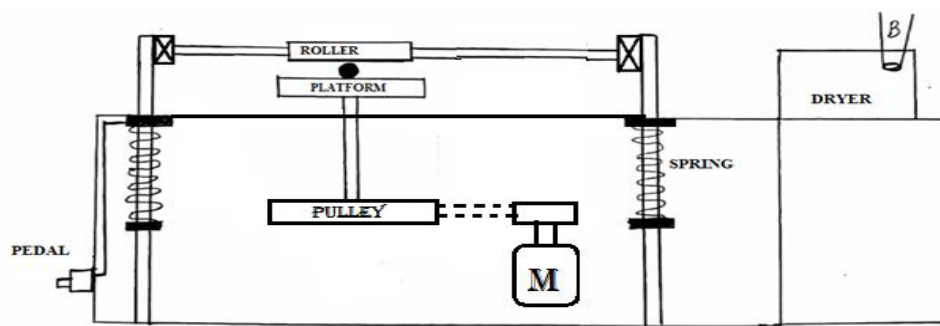 ROLLER
PLATFORM
B
DRYER
SPRING
PULLEY
PEDAL
M